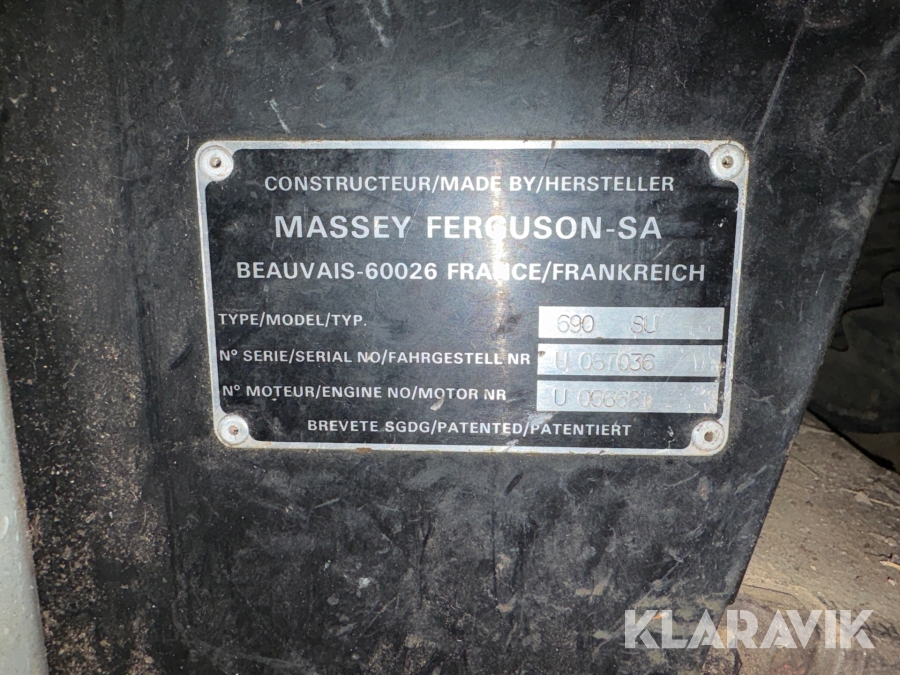 CONSTRUCTEUR/MADE BY/HERSTELLER
MASSEY FERGUSON-SA
BEAUVAIS-60026 FRANCE/FRANKREICH
TYPE/MODEL/TYP. 690 SU
N° SERIE/SERIAL NO/FAHRGESTELL NR U 057036
N° MOTEUR/ENGINE NO/MOTOR NR U
BREVETE SGDG/PATENTED/PATENTIERT
KLARAVIK